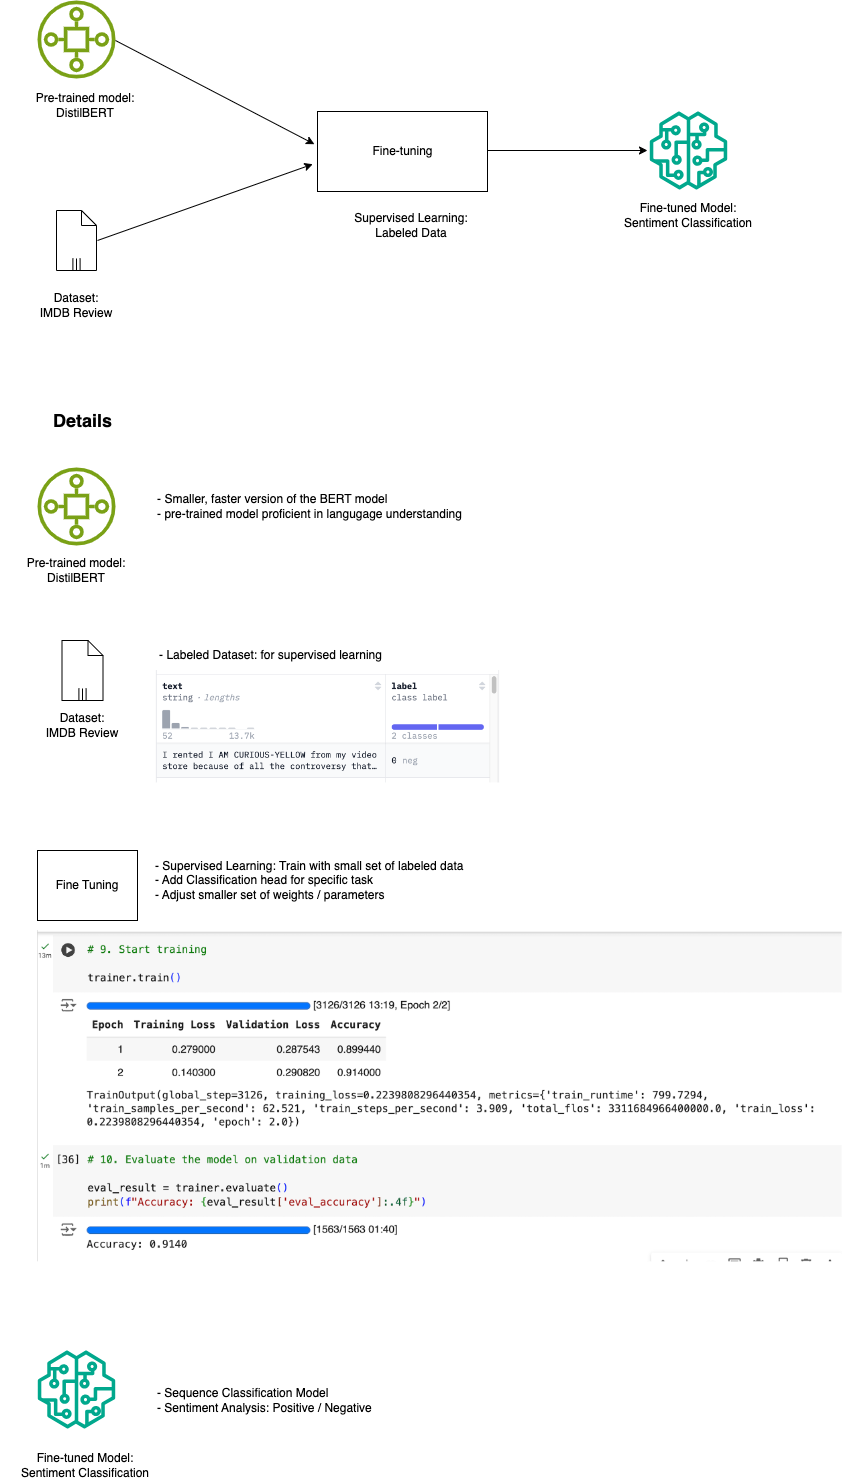 Pre-trained model:
DistilBERT
Fine-tuning
Fine-tuned Model:
Sentiment Classification
Supervised Learning:
Labeled Data
Dataset:
IMDB Review
Details
- Smaller, faster version of the BERT model
- pre-trained model proficient in langugage understanding
Pre-trained model:
DistilBERT
- Labeled Dataset: for supervised learning
text
string · lengths
52 13.7k
label
class label
2 classes
I rented I AM CURIOUS-YELLOW from my video
store because of all the controversy that…
0 neg
Dataset:
IMDB Review
Fine Tuning
- Supervised Learning: Train with small set of labeled data
- Add Classification head for specific task
- Adjust smaller set of weights / parameters
13m
# 9. Start training
trainer.train()
[3126/3126 13:19, Epoch 2/2]
Epoch Training Loss Validation Loss Accuracy
1 0.279000 0.287543 0.899440
2 0.140300 0.290820 0.914000
TrainOutput(global_step=3126, training_loss=0.2239808296440354, metrics={'train_runtime': 799.7294,
'train_samples_per_second': 62.521, 'train_steps_per_second': 3.909, 'total_flos': 3311684966400000.0, 'train_loss':
0.2239808296440354, 'epoch': 2.0})
1m
[36] # 10. Evaluate the model on validation data
eval_result = trainer.evaluate()
print(f"Accuracy: {eval_result['eval_accuracy']:.4f}")
[1563/1563 01:40]
Accuracy: 0.9140
- Sequence Classification Model
- Sentiment Analysis: Positive / Negative
Fine-tuned Model:
Sentiment Classification